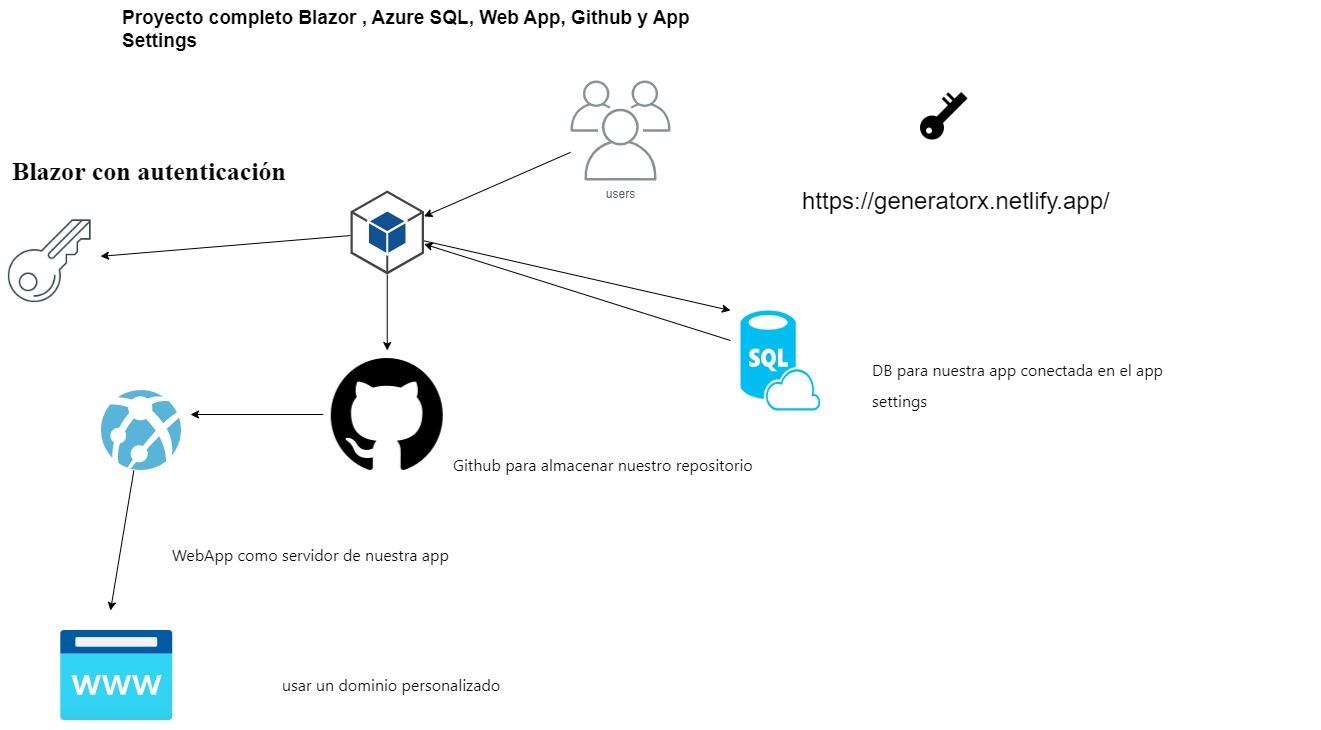 Proyecto completo Blazor , Azure SQL, Web App, Github y App
Settings
users
Blazor con autenticación
https://generatorx.netlify.app/
SQL
DB para nuestra app conectada en el app
settings
Github para almacenar nuestro repositorio
WebApp como servidor de nuestra app
WWW
usar un dominio personalizado